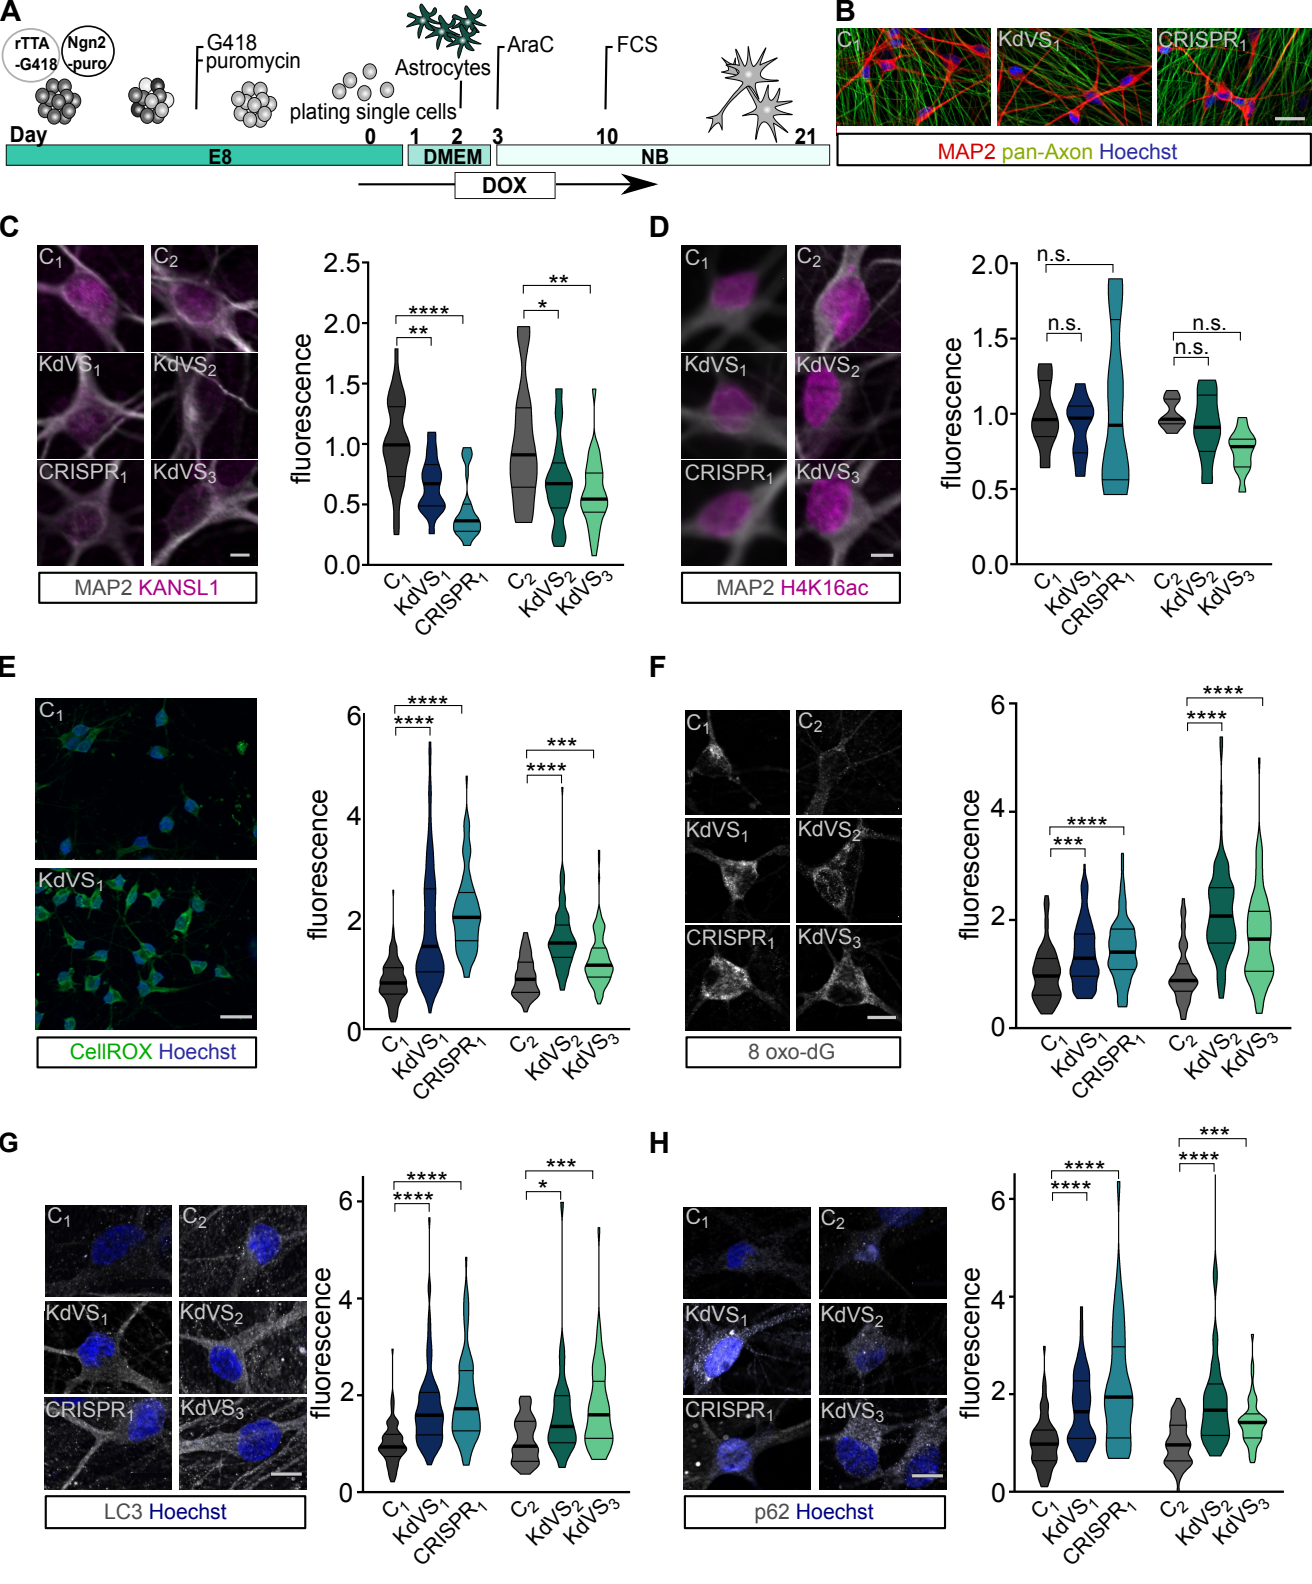 A
rTTA
-G418
Ngn2
-puro
G418
puromycin
plating single cells
Astrocytes
AraC
FCS
Day
0
1
2
3
10
21
E8
DMEM
NB
DOX
B
C1
KdVS1
CRISPR1
MAP2 pan-Axon Hoechst
C
C1
C2
KdVS1
KdVS2
CRISPR1
KdVS3
MAP2 KANSL1
fluorescence
2.5
2.0
1.5
1.0
0.5
0.0
****
**
**
*
C1
KdVS1
CRISPR1
C2
KdVS2
KdVS3
D
C1
C2
KdVS1
KdVS2
CRISPR1
KdVS3
MAP2 H4K16ac
fluorescence
2.0
1.5
1.0
0.5
0.0
n.s.
n.s.
n.s.
n.s.
C1
KdVS1
CRISPR1
C2
KdVS2
KdVS3
E
C1
KdVS1
CellROX Hoechst
fluorescence
6
4
2
0
****
****
***
****
C1
KdVS1
CRISPR1
C2
KdVS2
KdVS3
F
C1
C2
KdVS1
KdVS2
CRISPR1
KdVS3
8 oxo-dG
fluorescence
6
4
2
0
****
***
****
****
C1
KdVS1
CRISPR1
C2
KdVS2
KdVS3
G
C1
C2
KdVS1
KdVS2
CRISPR1
KdVS3
LC3 Hoechst
fluorescence
6
4
2
0
****
****
***
*
C1
KdVS1
CRISPR1
C2
KdVS2
KdVS3
H
C1
C2
KdVS1
KdVS2
CRISPR1
KdVS3
p62 Hoechst
fluorescence
6
4
2
0
****
****
***
****
C1
KdVS1
CRISPR1
C2
KdVS2
KdVS3